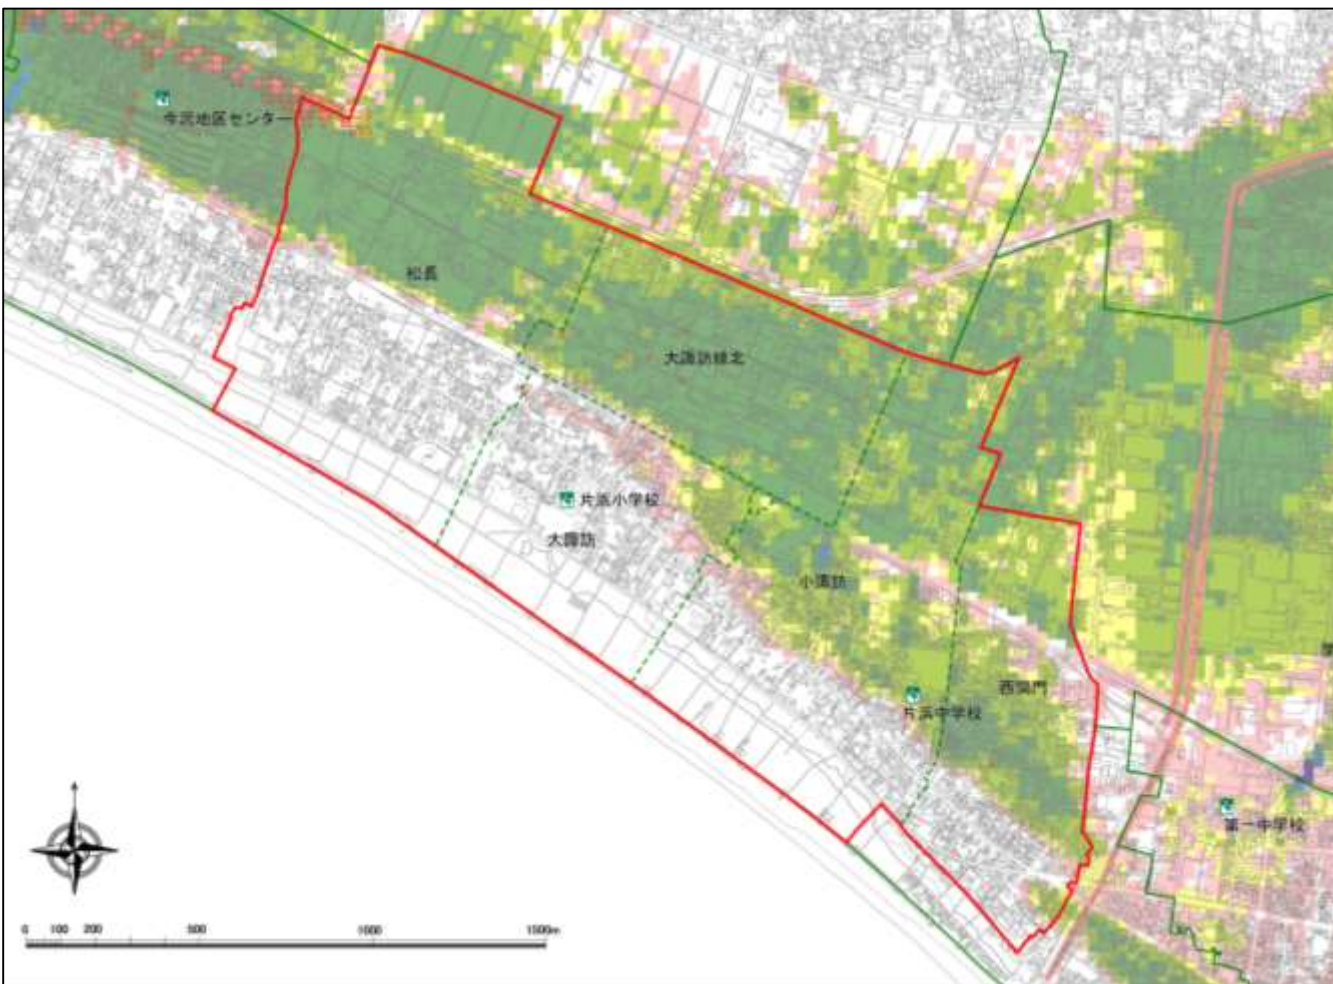 今沢地区センター
松長
大諏訪線北
片浜小学校
大諏訪
小諏訪
西間門
片浜中学校
第一中学校
0 100 200 500 1000 1500m